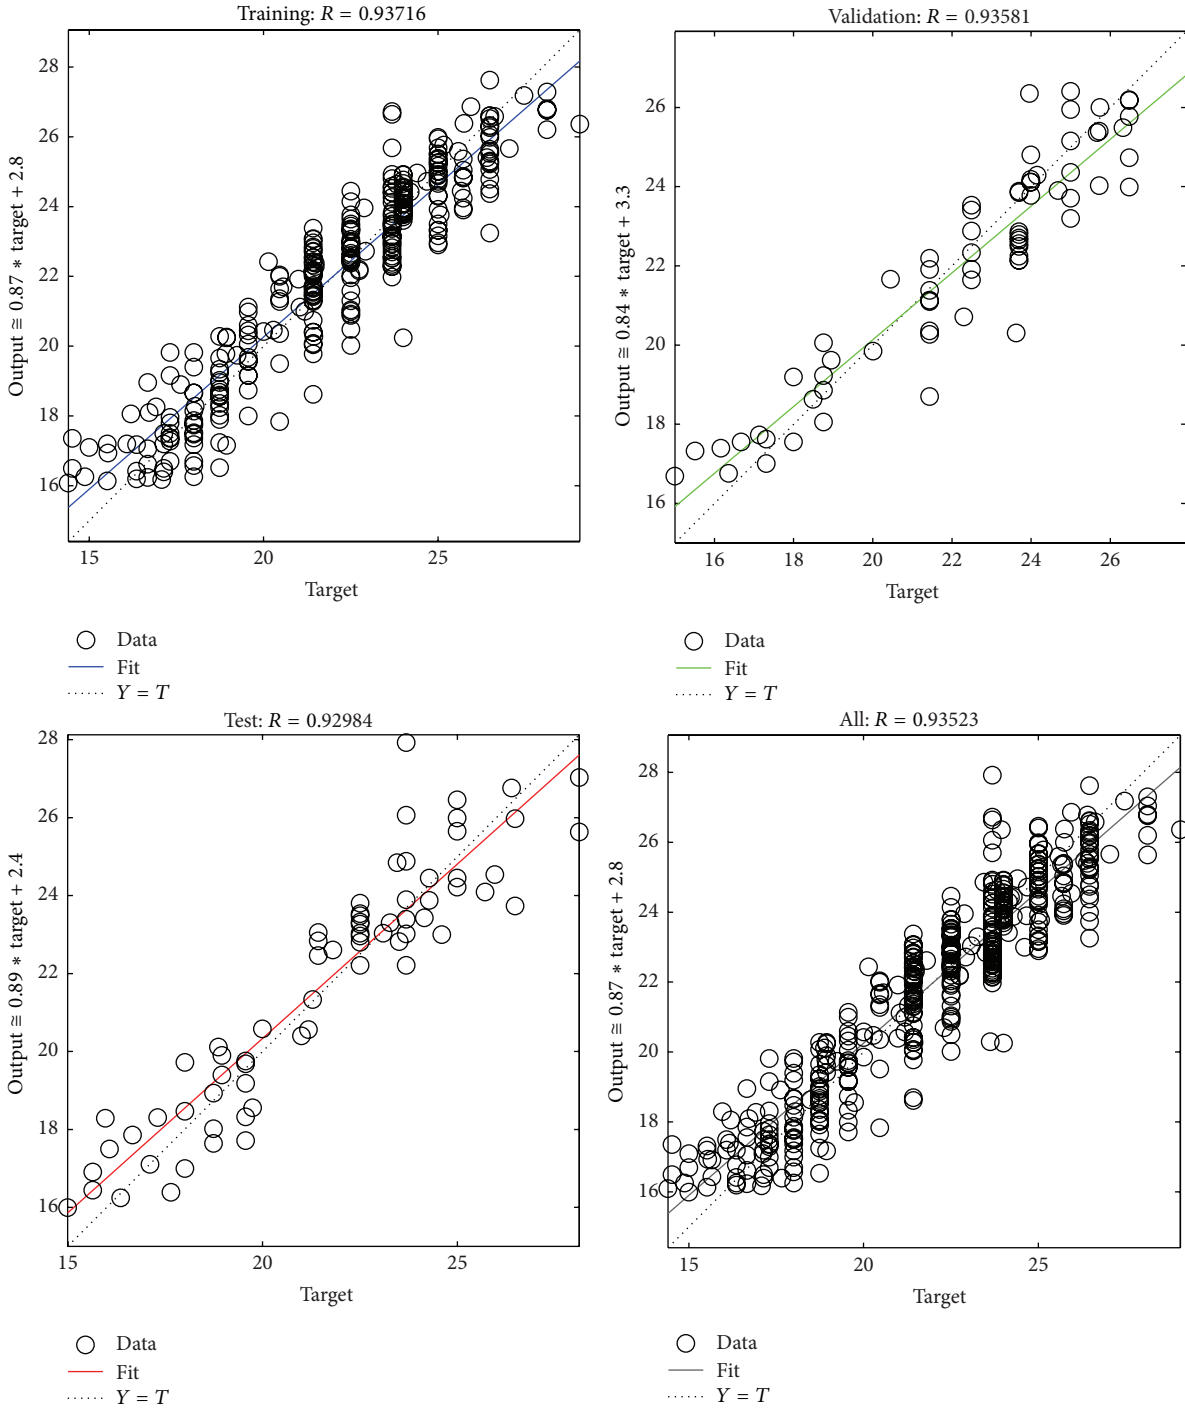 Training: R = 0.93716
Output ≅ 0.87 * target + 2.8
28
26
24
22
20
18
16
15 20 25
Target
Data
Fit
Y = T
Validation: R = 0.93581
Output ≅ 0.84 * target + 3.3
26
24
22
20
18
16
16 18 20 22 24 26
Target
Data
Fit
Y = T
Test: R = 0.92984
Output ≅ 0.89 * target + 2.4
28
26
24
22
20
18
16
15 20 25
Target
Data
Fit
Y = T
All: R = 0.93523
Output ≅ 0.87 * target + 2.8
28
26
24
22
20
18
16
15 20 25
Target
Data
Fit
Y = T